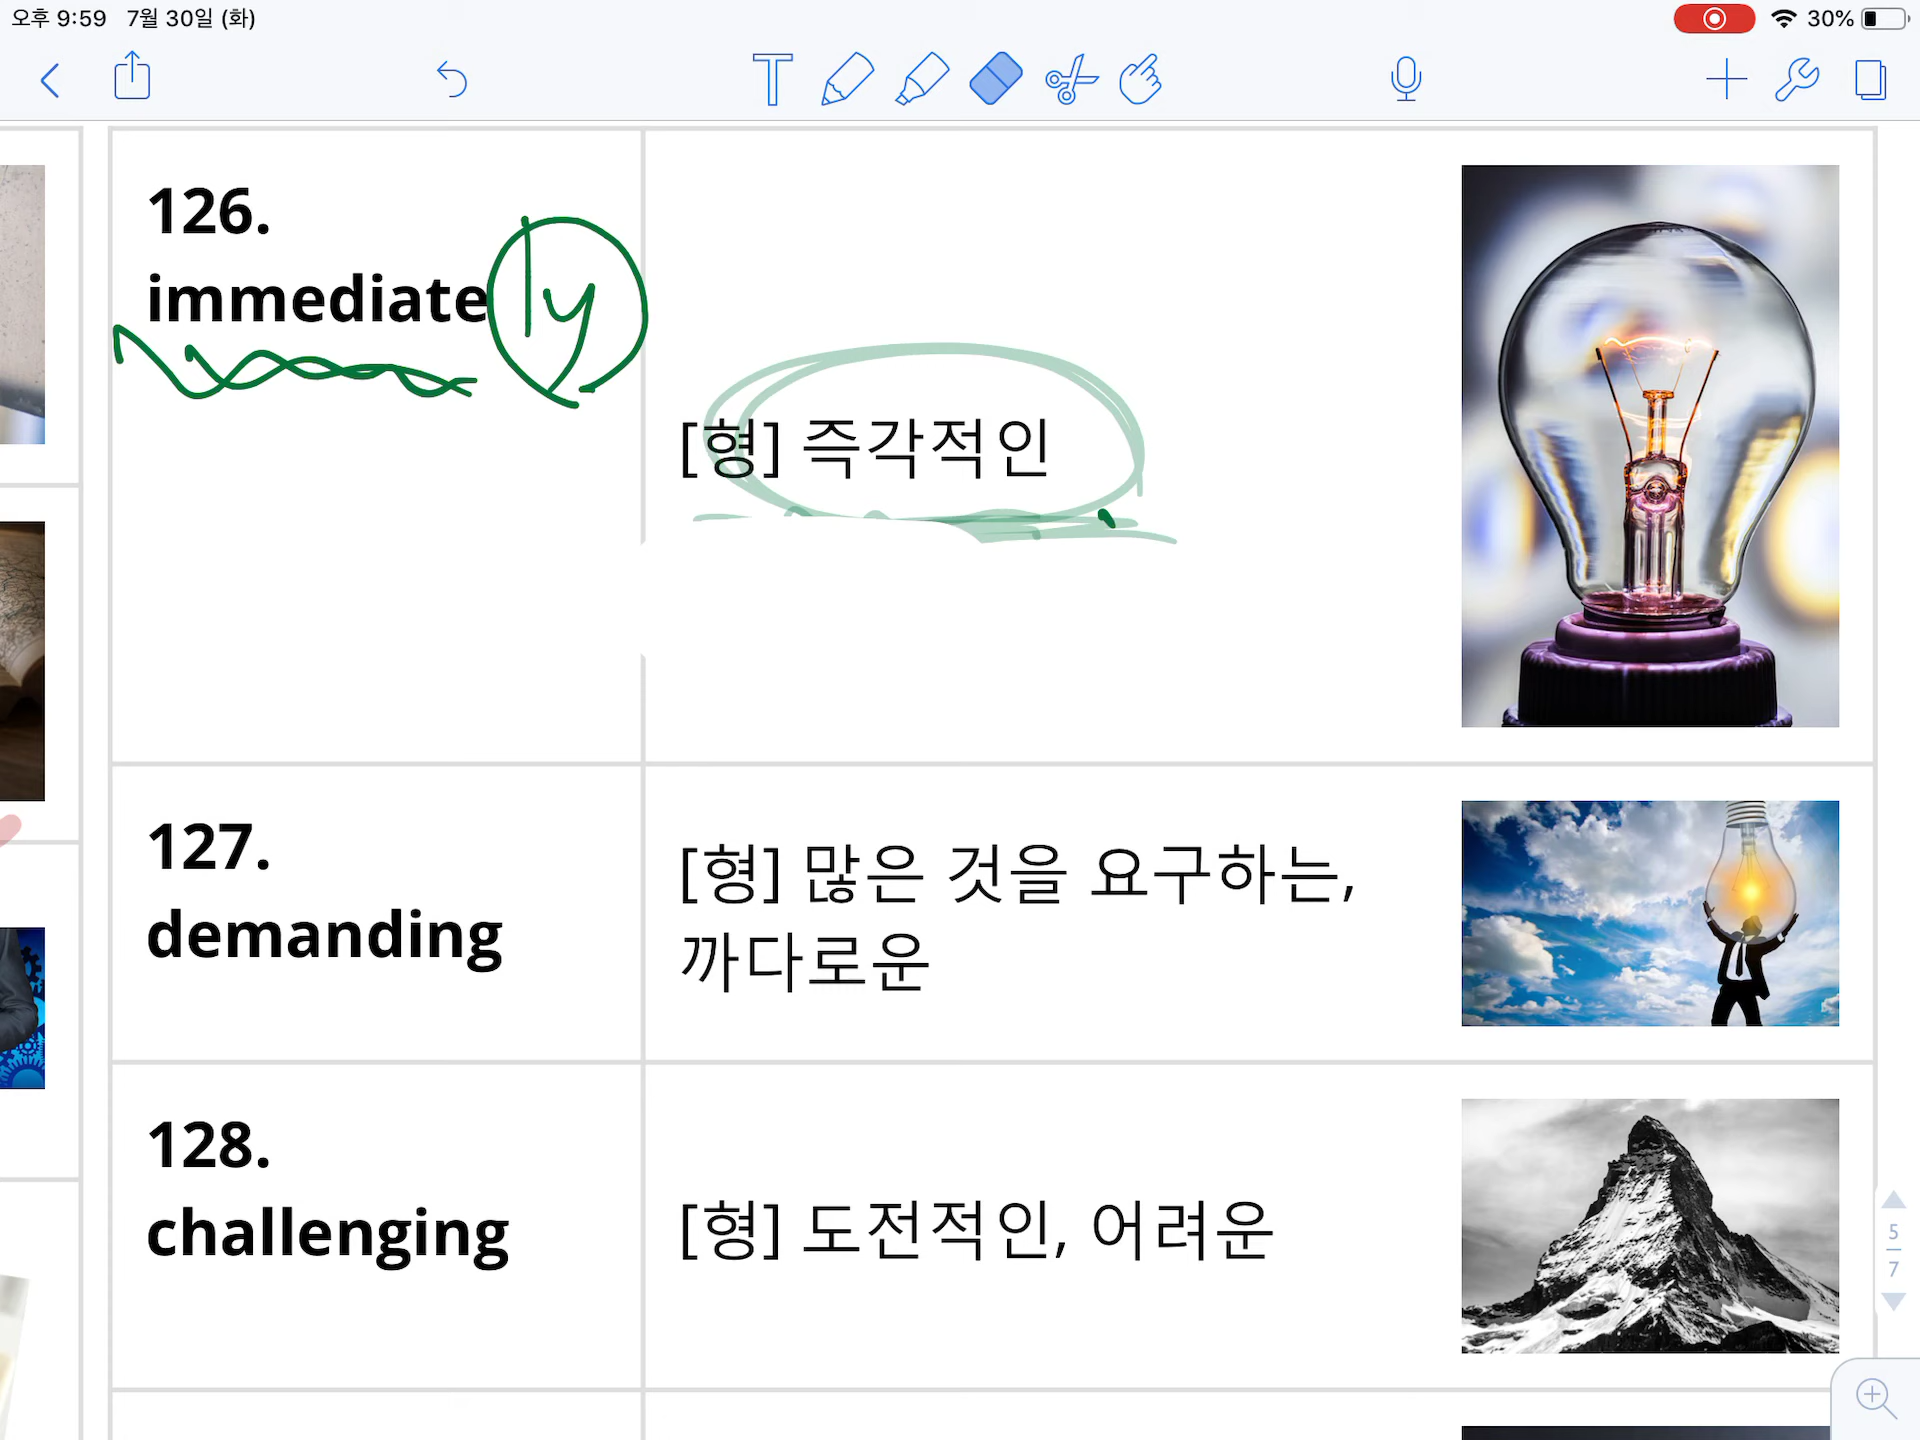 오후 9:59 7월 30일 (화)
30%
T
126.
immediately
[형] 즉각적인
127.
demanding
[형] 많은 것을 요구하는,
까다로운
128.
challenging
[형] 도전적인, 어려운
5
7